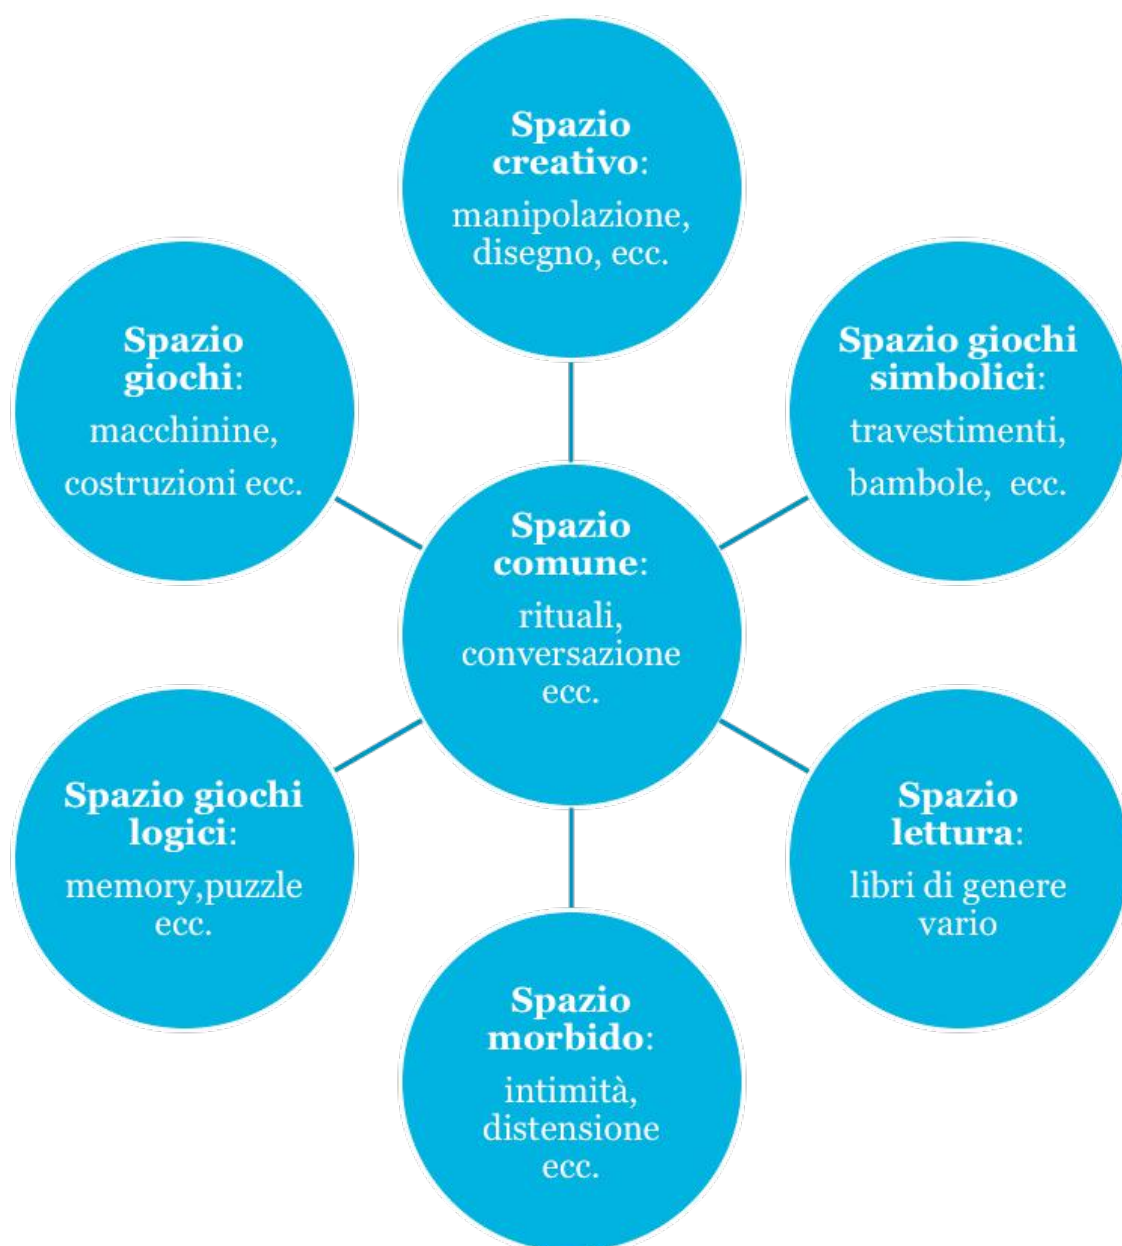 Spazio
creativo:
manipolazione,
disegno, ecc.
Spazio
giochi:
macchinine,
costruzioni ecc.
Spazio giochi
simbolici:
travestimenti,
bambole,  ecc.
Spazio
comune:
rituali,
conversazione
ecc.
Spazio giochi
logici:
memory,puzzle
ecc.
Spazio
lettura:
libri di genere
vario
Spazio
morbido:
intimità,
distensione
ecc.